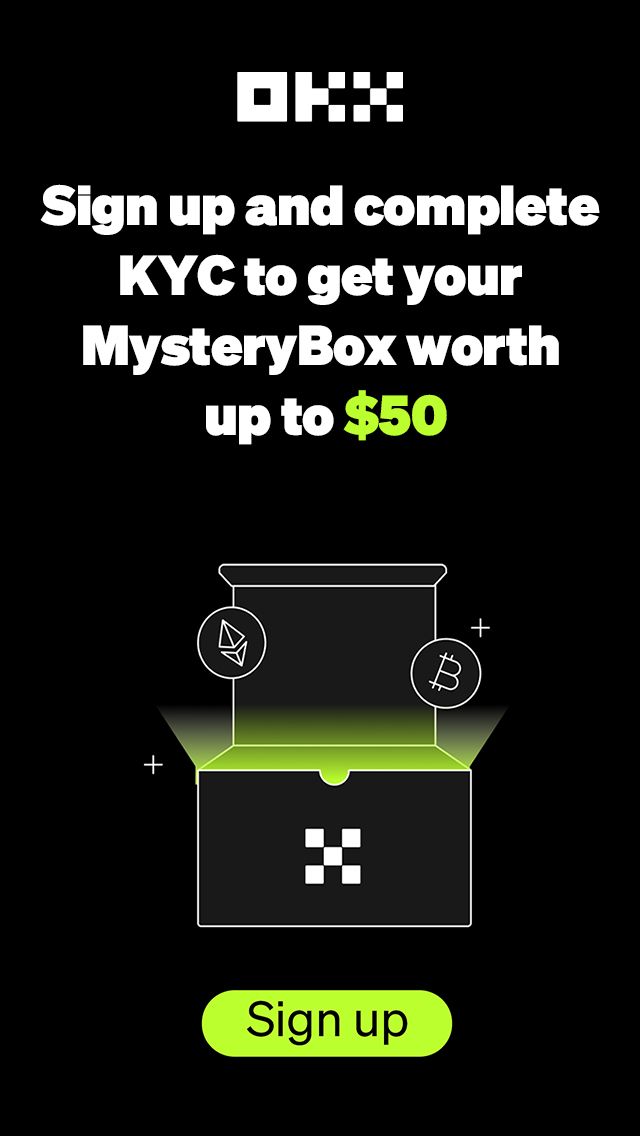 OKX
Sign up and complete
KYC to get your
MysteryBox worth
up to $50
Sign up